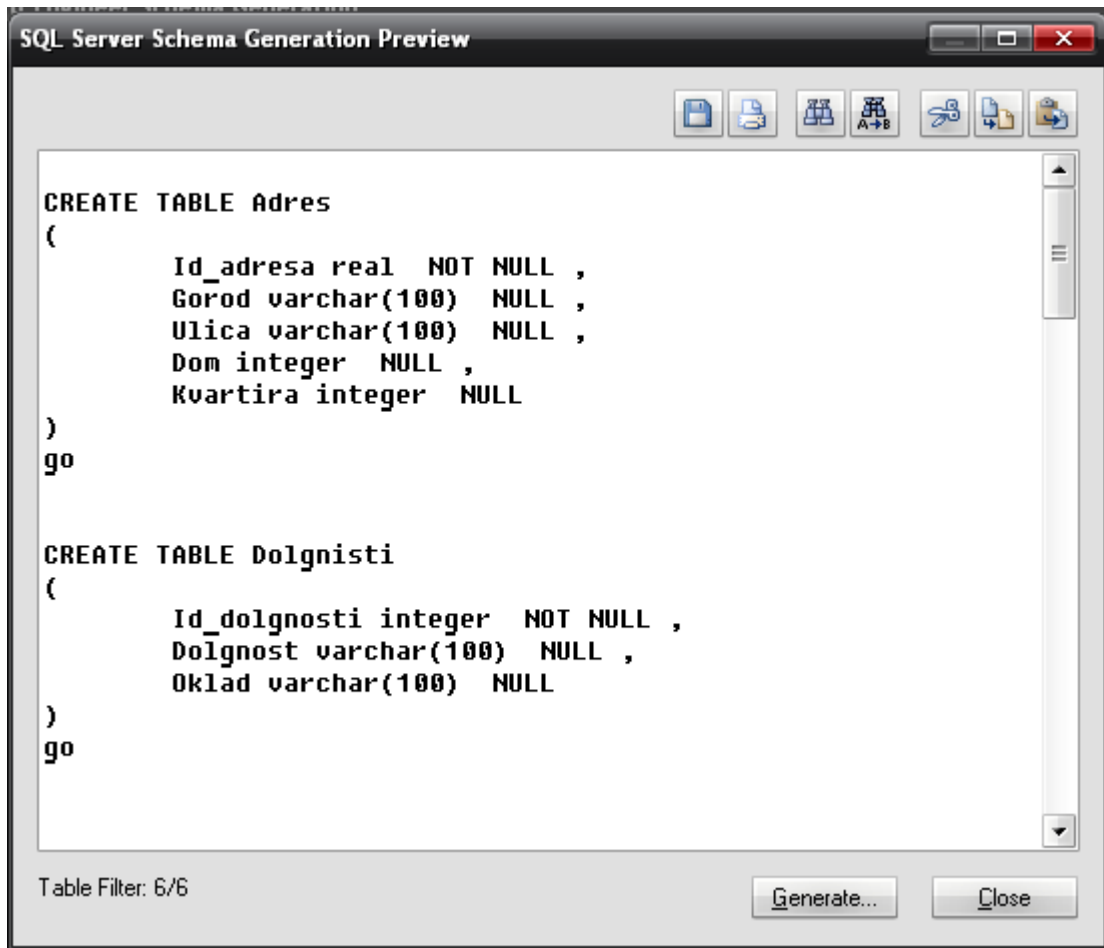 SQL Server Schema Generation Preview
A→B
CREATE TABLE Adres
(
Id_adresa real NOT NULL ,
Gorod varchar(100) NULL ,
Ulica varchar(100) NULL ,
Dom integer NULL ,
Kvartira integer NULL
)
go
CREATE TABLE Dolgnisti
(
Id_dolgnosti integer NOT NULL ,
Dolgnost varchar(100) NULL ,
Oklad varchar(100) NULL
)
go
Table Filter: 6/6
Generate...
Close